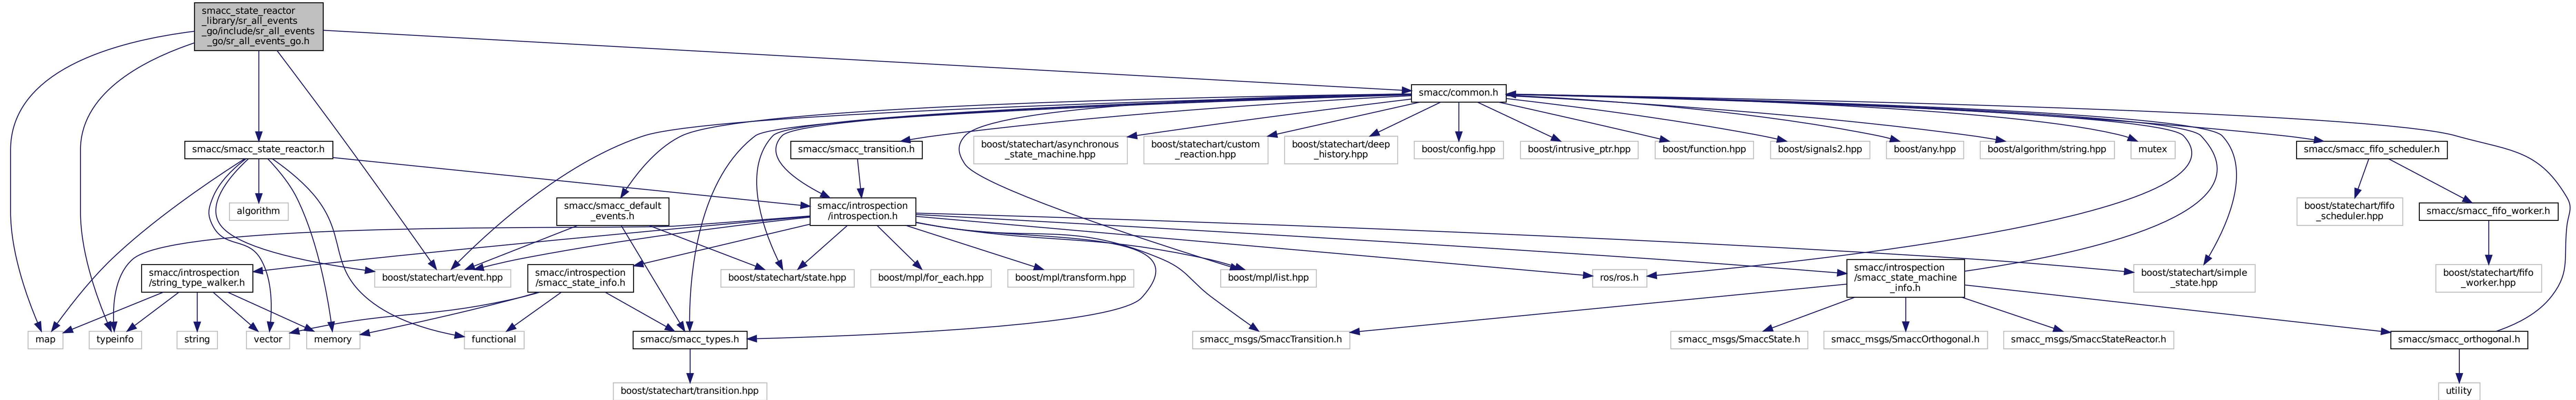 smacc_state_reactor
_library/sr_all_events
_go/include/sr_all_events
_go/sr_all_events_go.h
smacc/common.h
smacc/smacc_state_reactor.h
smacc/smacc_transition.h
boost/statechart/asynchronous
_state_machine.hpp
boost/statechart/custom
_reaction.hpp
boost/statechart/deep
_history.hpp
boost/config.hpp
boost/intrusive_ptr.hpp
boost/function.hpp
boost/signals2.hpp
boost/any.hpp
boost/algorithm/string.hpp
mutex
smacc/smacc_fifo_scheduler.h
algorithm
smacc/smacc_default
_events.h
smacc/introspection
/introspection.h
boost/statechart/fifo
_scheduler.hpp
smacc/smacc_fifo_worker.h
smacc/introspection
/string_type_walker.h
boost/statechart/event.hpp
smacc/introspection
/smacc_state_info.h
boost/statechart/state.hpp
boost/mpl/for_each.hpp
boost/mpl/transform.hpp
boost/mpl/list.hpp
ros/ros.h
smacc/introspection
/smacc_state_machine
_info.h
boost/statechart/simple
_state.hpp
boost/statechart/fifo
_worker.hpp
map
typeinfo
string
vector
memory
functional
smacc/smacc_types.h
smacc_msgs/SmaccTransition.h
smacc_msgs/SmaccState.h
smacc_msgs/SmaccOrthogonal.h
smacc_msgs/SmaccStateReactor.h
smacc/smacc_orthogonal.h
boost/statechart/transition.hpp
utility